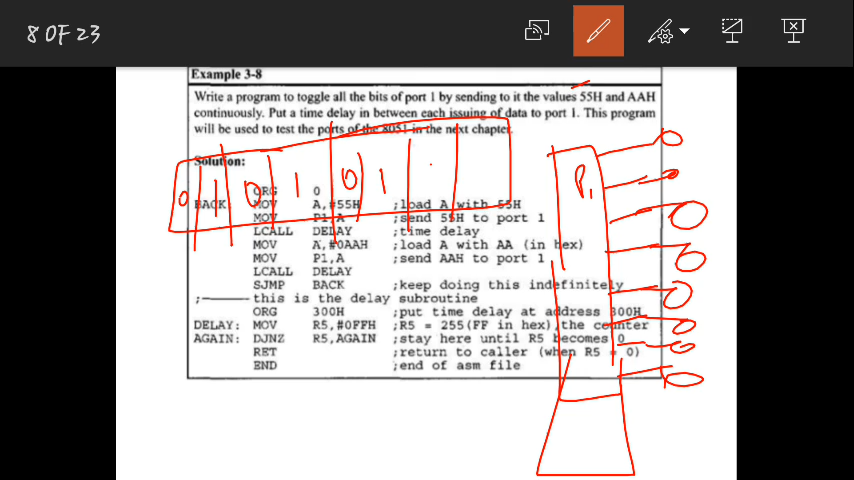 8 OF 23
Example 3-8
Write a program to toggle all the bits of port 1 by sending to it the values 55H and AAH
continuously. Put a time delay in between each issuing of data to port 1. This program
will be used to test the ports of the 8051 in the next chapter.
Solution:
ORG 0
BACK: MOV A,#55H ;load A with 55H
MOV P1,A ;send 55H to port 1
LCALL DELAY ;time delay
MOV A,#0AAH ;load A with AA (in hex)
MOV P1,A ;send AAH to port 1
LCALL DELAY
SJMP BACK ;keep doing this indefinitely
;——— this is the delay subroutine
ORG 300H ;put time delay at address 300H
DELAY: MOV R5,#0FFH ;R5 = 255(FF in hex),the counter
AGAIN: DJNZ R5,AGAIN ;stay here until R5 becomes 0
RET ;return to caller (when R5 = 0)
END ;end of asm file
0 1 0 1 0 1
P1